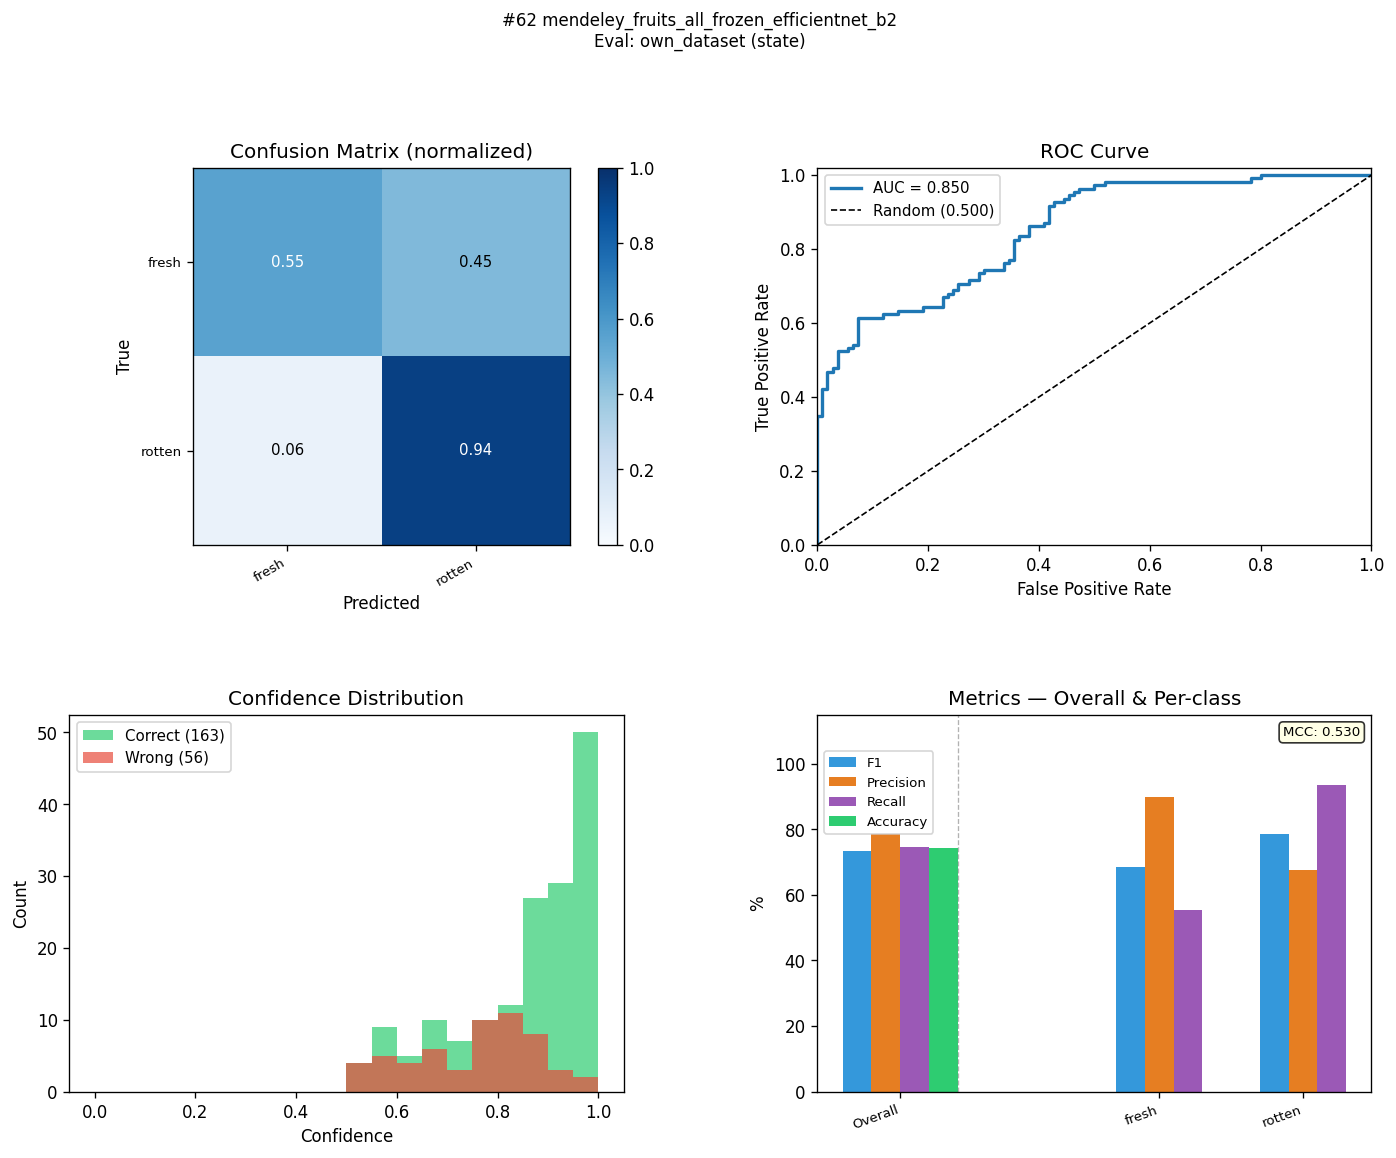 #62 mendeley_fruits_all_frozen_efficientnet_b2
Eval: own_dataset (state)
Confusion Matrix (normalized)
True
fresh
rotten
0.55
0.45
0.06
0.94
fresh
rotten
Predicted
1.0
0.8
0.6
0.4
0.2
0.0
ROC Curve
AUC = 0.850
Random (0.500)
True Positive Rate
1.0
0.8
0.6
0.4
0.2
0.0
0.0
0.2
0.4
0.6
0.8
1.0
False Positive Rate
Confidence Distribution
Correct (163)
Wrong (56)
Count
50
40
30
20
10
0
0.0
0.2
0.4
0.6
0.8
1.0
Confidence
Metrics — Overall & Per-class
MCC: 0.530
F1
Precision
Recall
Accuracy
%
100
80
60
40
20
0
Overall
fresh
rotten